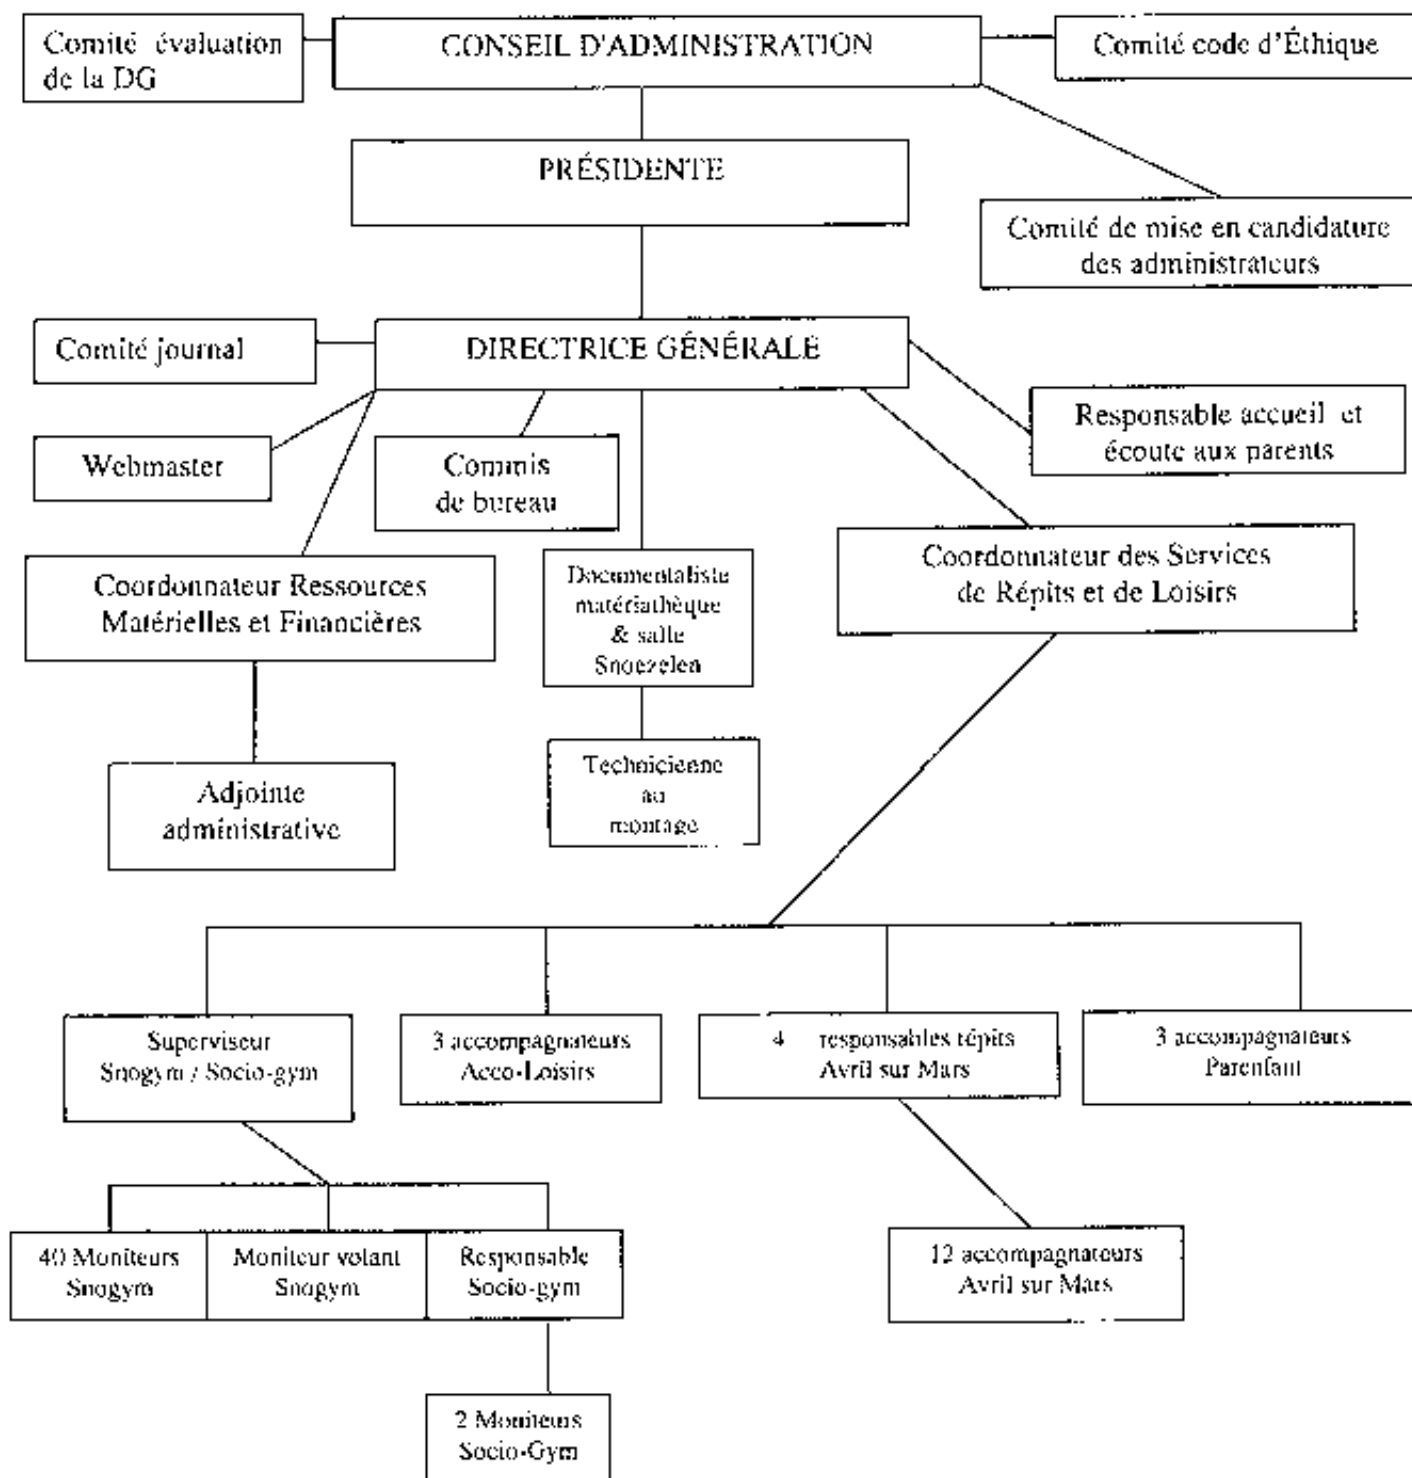 Comité évaluation
de la DG
CONSEIL D'ADMINISTRATION
Comité code d'Éthique
PRÉSIDENTE
Comité de mise en candidature
des administrateurs
Comité journal
DIRECTRICE GÉNÉRALE
Responsable accueil et
écoute aux parents
Webmaster
Commis
de bureau
Coordonnateur Ressources
Matérielles et Financières
Documentaliste
matériathèque
& salle
Snoezelen
Coordonnateur des Services
de Répits et de Loisirs
Adjointe
administrative
Technicienne
au
montage
Superviseur
Snogym / Socio-gym
3 accompagnateurs
Acco-Loisirs
4 responsables répits
Avril sur Mars
3 accompagnateurs
Parenfant
40 Moniteurs
Snogym
Moniteur volant
Snogym
Responsable
Socio-gym
12 accompagnateurs
Avril sur Mars
2 Moniteurs
Socio-Gym